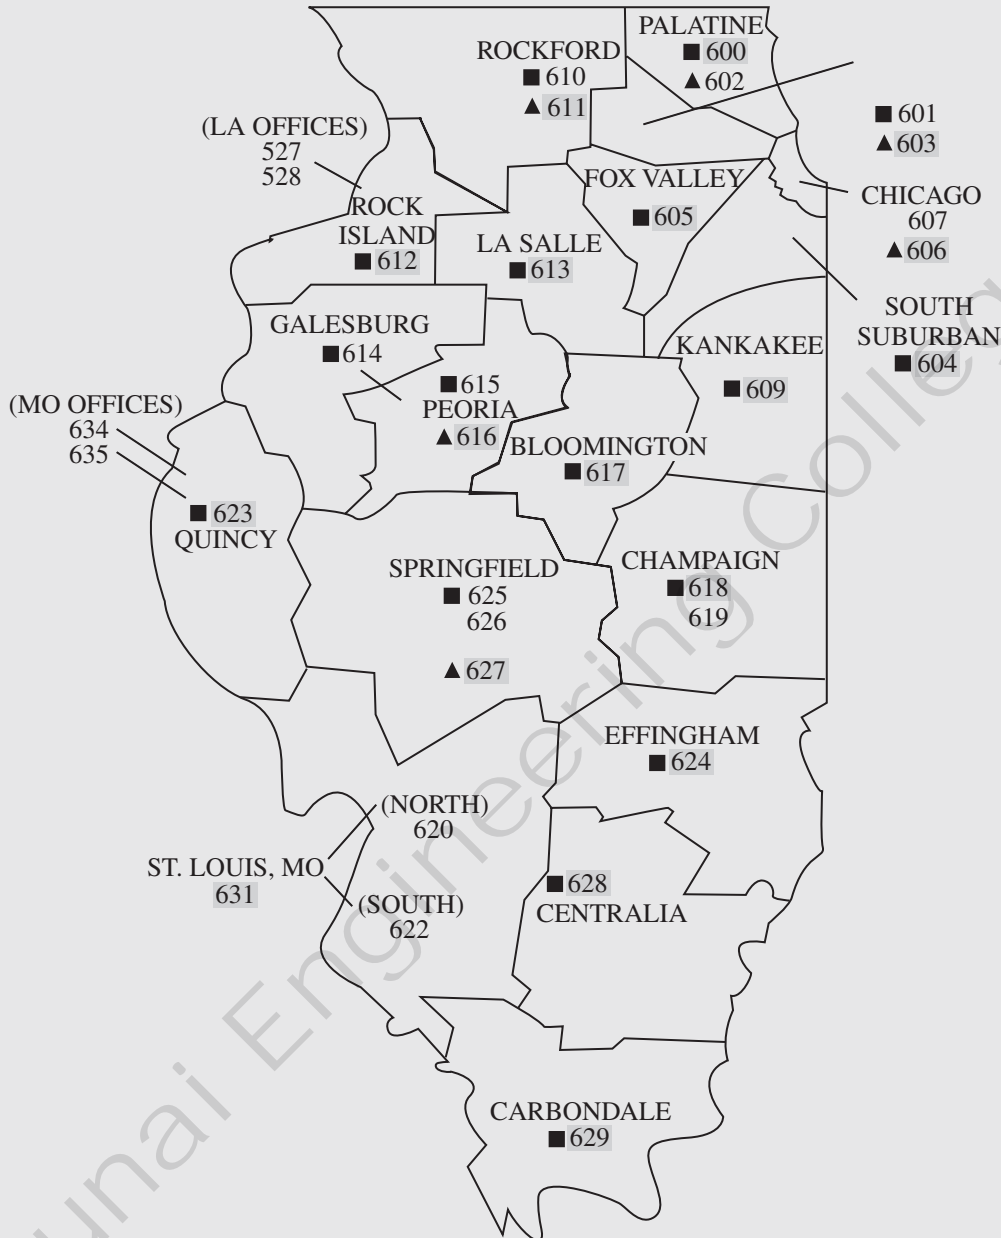 PALATINE
■ 600
▲ 602
ROCKFORD
■ 610
▲ 611
■ 601
▲ 603
(LA OFFICES)
527
528
FOX VALLEY
■ 605
CHICAGO
607
▲ 606
ROCK
ISLAND
■ 612
LA SALLE
■ 613
SOUTH
SUBURBAN
■ 604
GALESBURG
■ 614
KANKAKEE
■ 609
■ 615
PEORIA
▲ 616
(MO OFFICES)
634
635
BLOOMINGTON
■ 617
■ 623
QUINCY
SPRINGFIELD
■ 625
626
▲ 627
CHAMPAIGN
■ 618
619
EFFINGHAM
■ 624
(NORTH)
620
ST. LOUIS, MO
631
(SOUTH)
622
■ 628
CENTRALIA
CARBONDALE
■ 629
unai Engineering Colleg